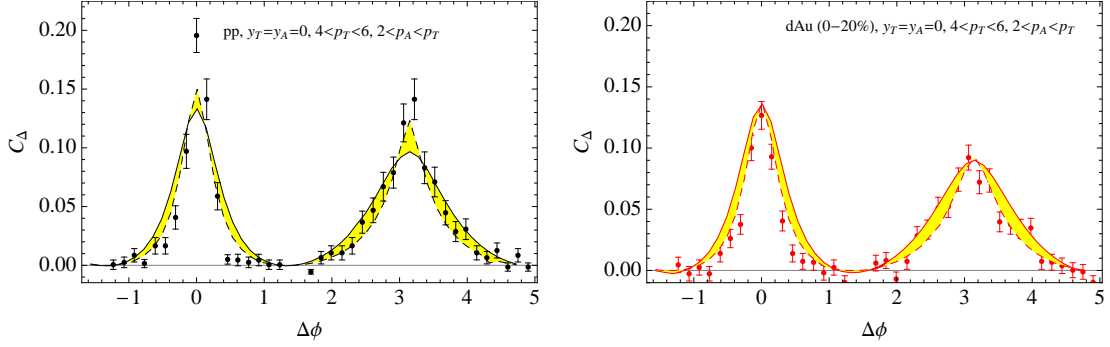 pp, y_T=y_A=0, 4<p_T<6, 2<p_A<p_T
0.20
0.15
0.10
0.05
0.00
C_Δ
−1 0 1 2 3 4 5
Δϕ
dAu (0−20%), y_T=y_A=0, 4<p_T<6, 2<p_A<p_T
0.20
0.15
0.10
0.05
0.00
C_Δ
−1 0 1 2 3 4 5
Δϕ